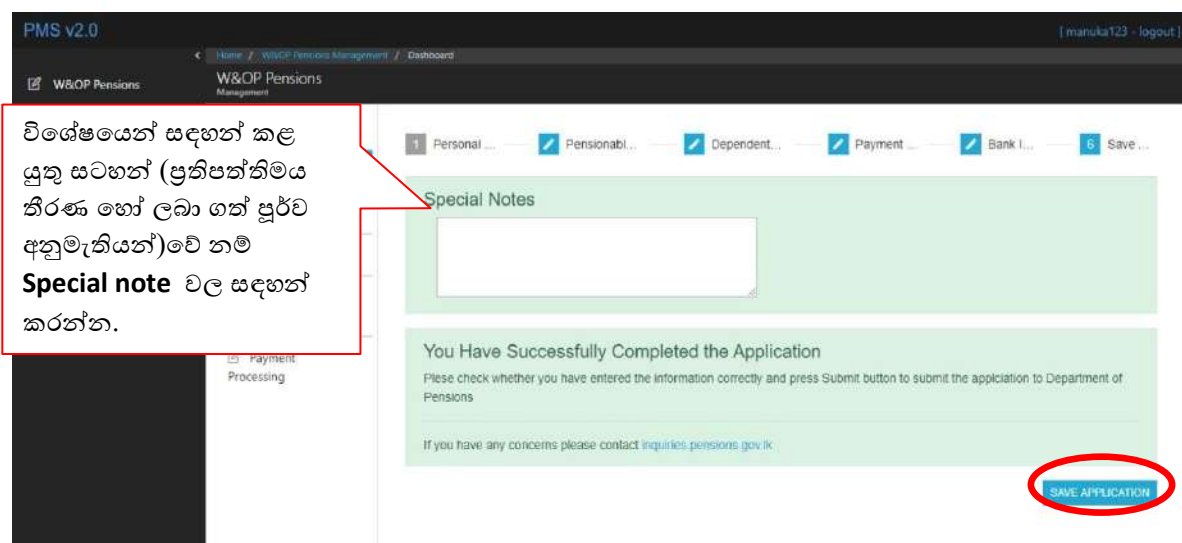 PMS v2.0
[ manuka123 - logout ]
Home / W&OP Pensions Management / Dashboard
W&OP Pensions
W&OP Pensions
Management
විශේෂයෙන් සඳහන් කළ
යුතු සටහන් (ප්‍රතිපත්තිමය
තීරණ හෝ ලබා ගත් පූර්ව
අනුමැතියන්)වේ නම්
Special note වල සඳහන්
කරන්න.
1 Personal ...
Pensionabl...
Dependent...
Payment ...
Bank I...
6 Save ...
Special Notes
Payment
Processing
You Have Successfully Completed the Application
Plese check whether you have entered the information correctly and press Submit button to submit the applciation to Department of
Pensions
If you have any concerns please contact inquiries.pensions.gov.lk
SAVE APPLICATION